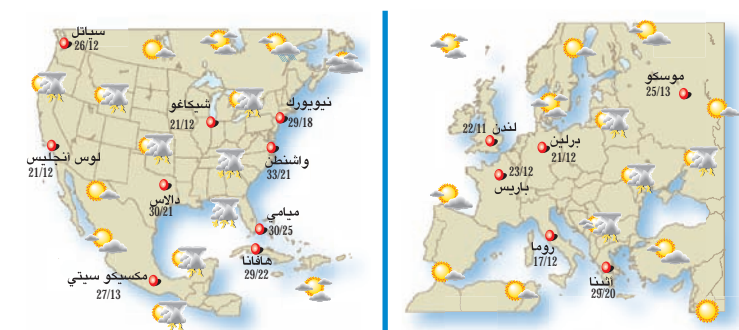 سياتل
26/12
شيكاغو
21/12
نيويورك
29/18
واشنطن
33/21
لوس انجليس
21/12
دالاس
30/21
ميامي
30/25
هافانا
29/22
مكسيكو سيتي
27/13
موسكو
25/13
لندن
22/11
برلين
21/12
23/12
باريس
روما
17/12
اثينا
29/20